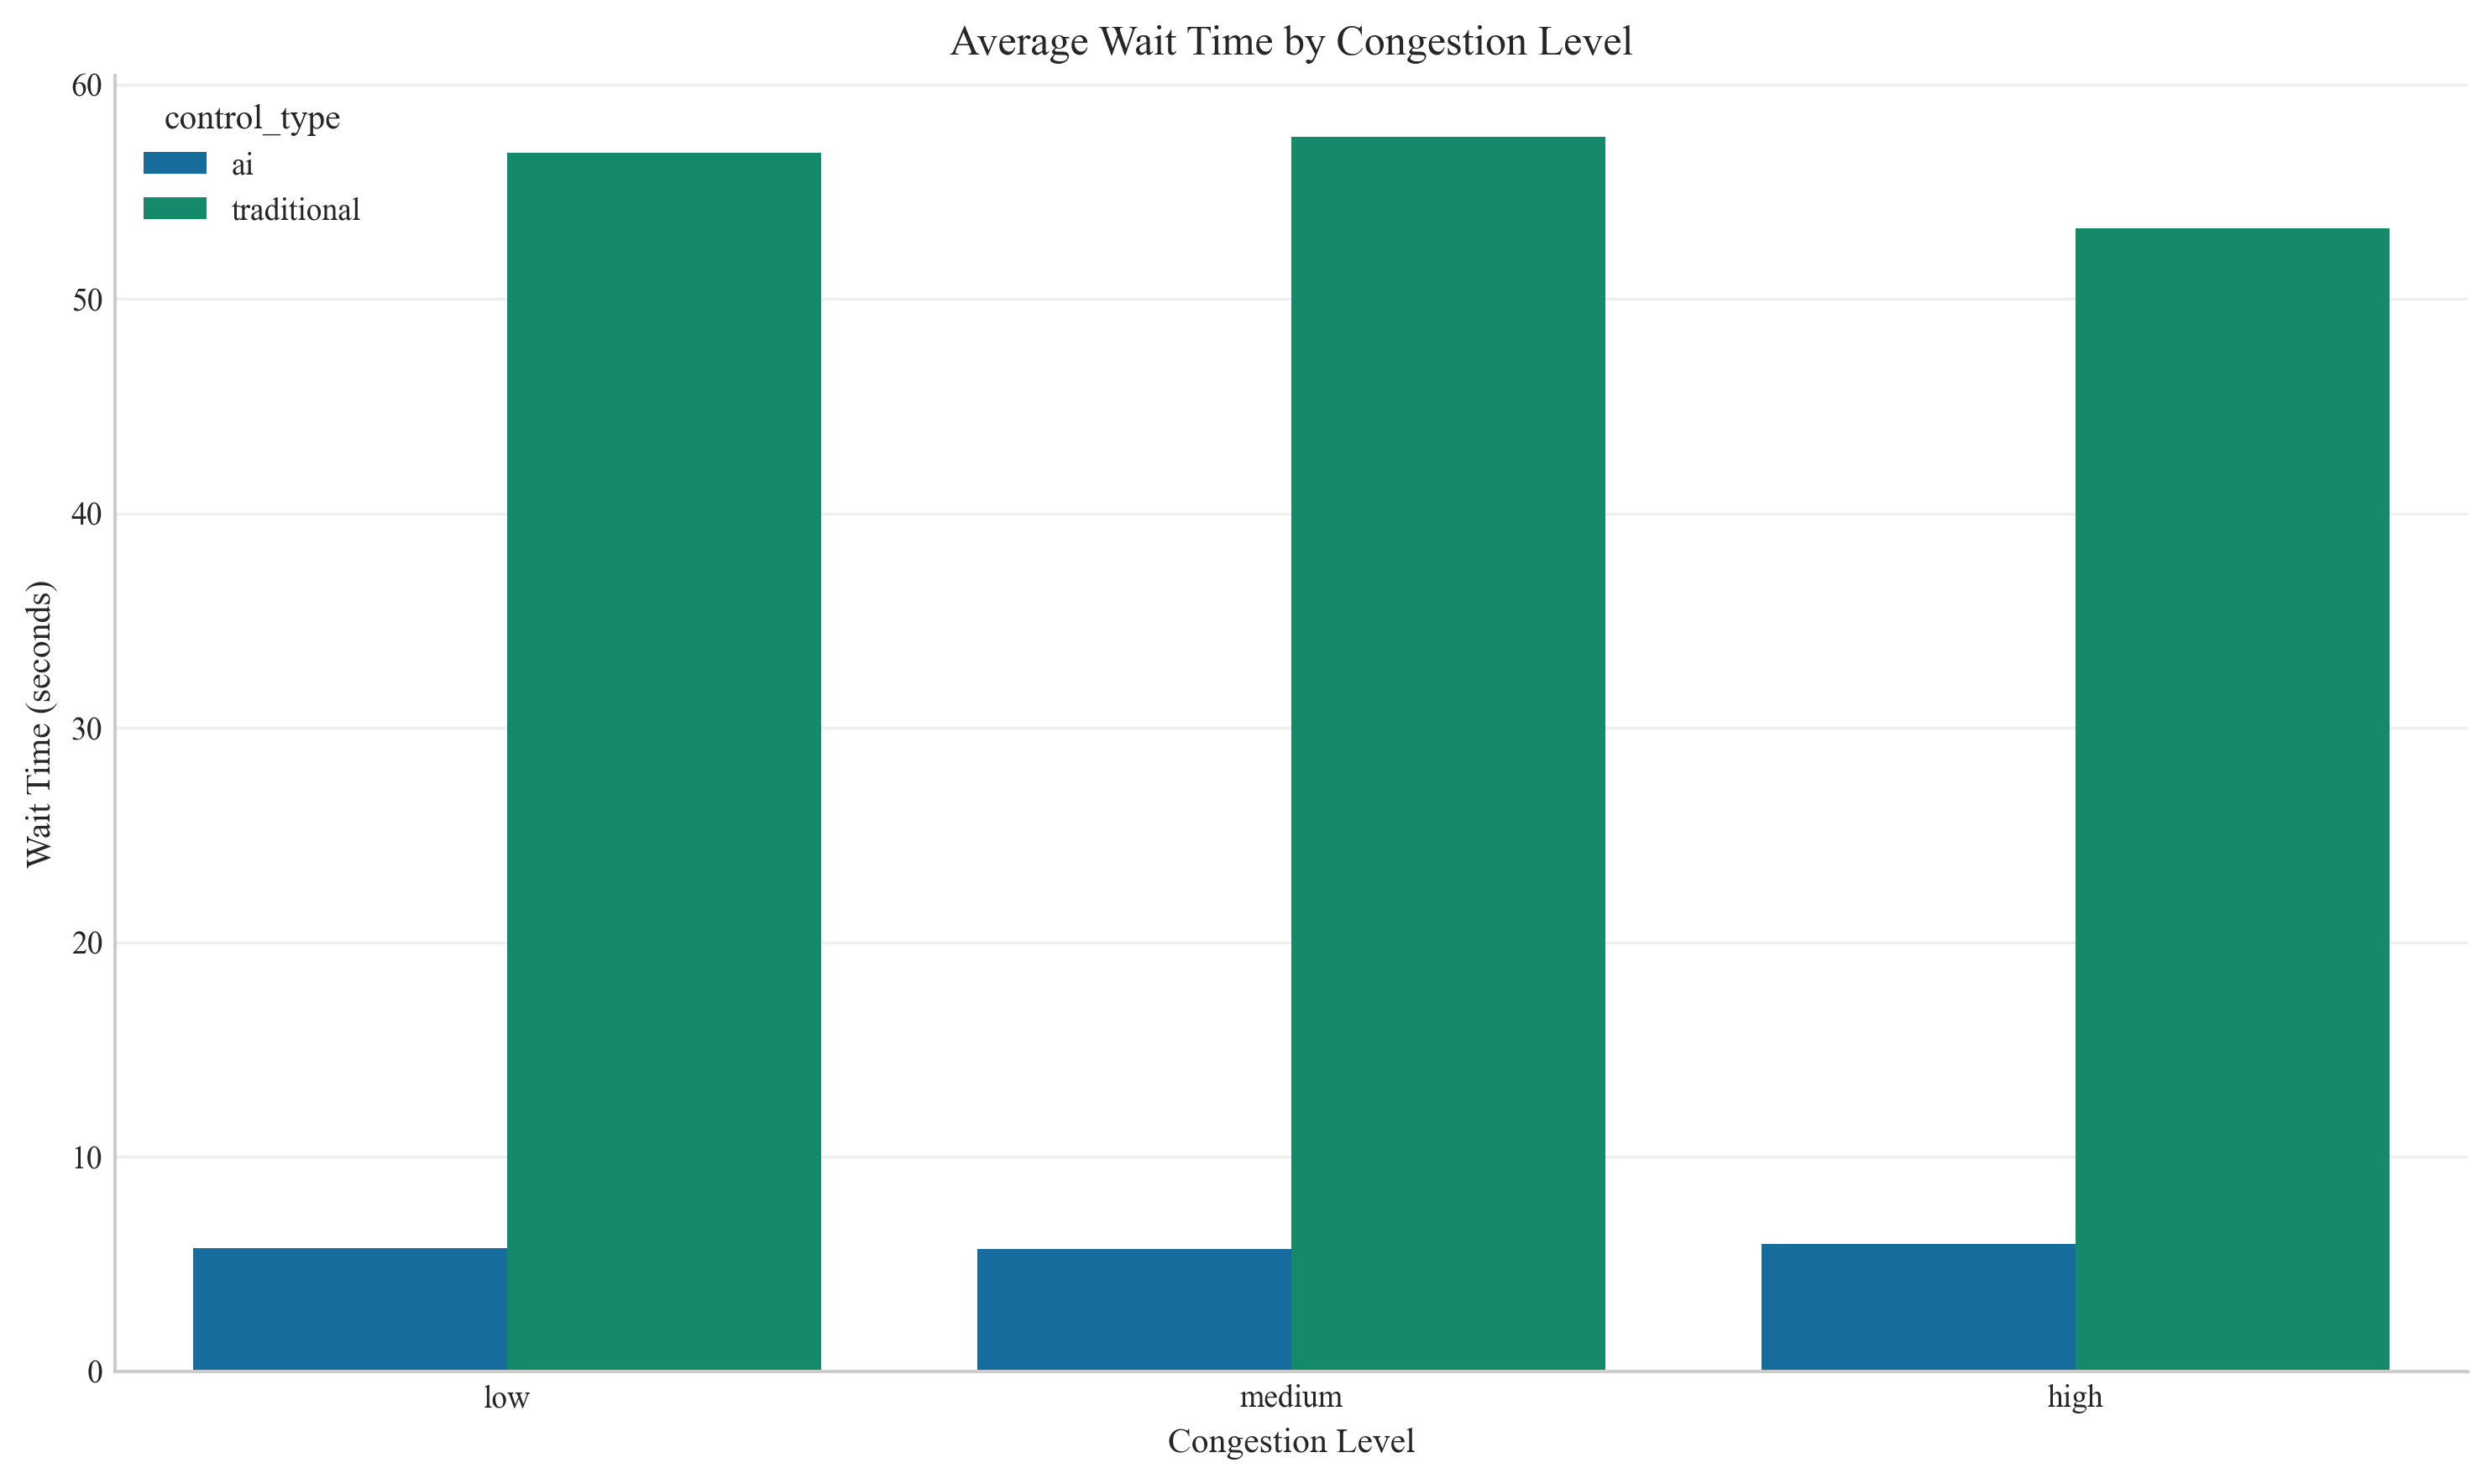 Average Wait Time by Congestion Level
60
control_type
ai
traditional
50
40
30
20
10
0
Wait Time (seconds)
low medium high
Congestion Level